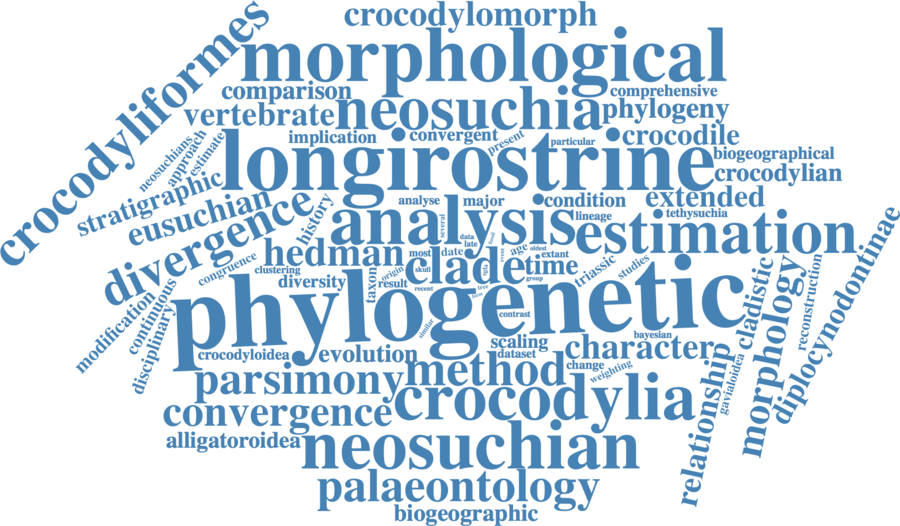 crocodylomorph
morphological
crocodyliformes
comparison
comprehensive
vertebrate
neosuchia
phylogeny
implication
convergent
present
particular
crocodile
neosuchians
approach
estimate
longirostrine
biogeographical
crocodylian
stratigraphic
eusuchian
history
analyse
major
condition
extended
lineage
tethysuchia
divergence
analysis
estimation
several
data
late
hedman
most
date
age
oldest
extant
congruence
clustering
origin
skull
clade
time
group
triassic
studies
diversity
taxon
result
recent
tree
phylogenetic
contrast
similar
modification
continuous
disciplinary
cladistic
morphology
reconstruction
diplocynodontinae
crocodyloidea
evolution
scaling
dataset
bayesian
character
change
weighting
parsimony
method
relationship
gavialoidea
convergence
crocodylia
alligatoroidea
neosuchian
palaeontology
biogeographic